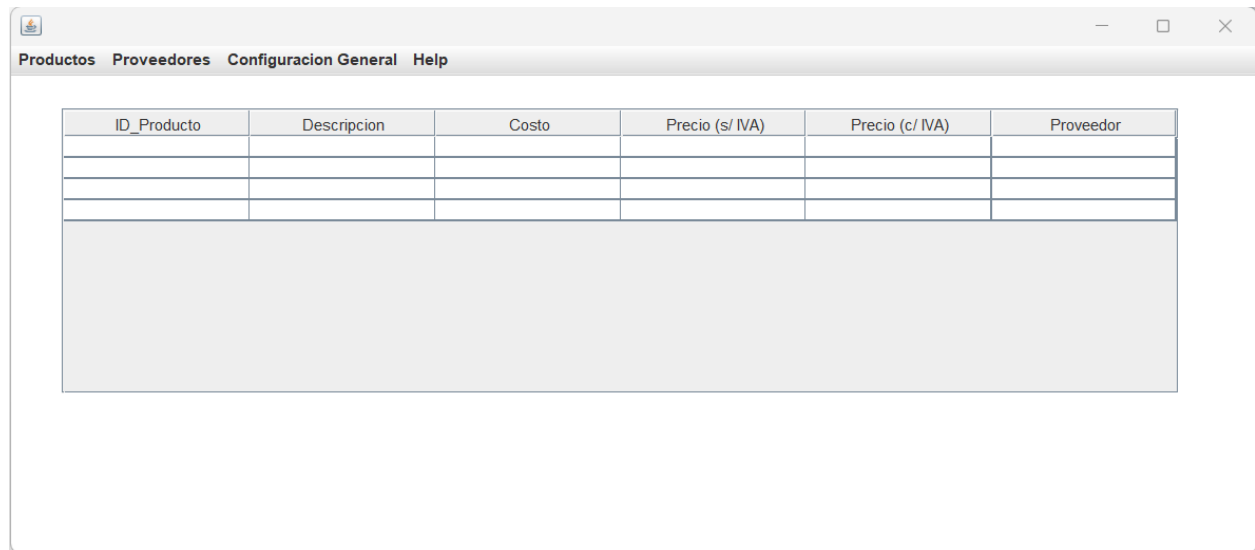 Productos Proveedores Configuracion General Help
ID_Producto Descripcion Costo Precio (s/ IVA) Precio (c/ IVA) Proveedor